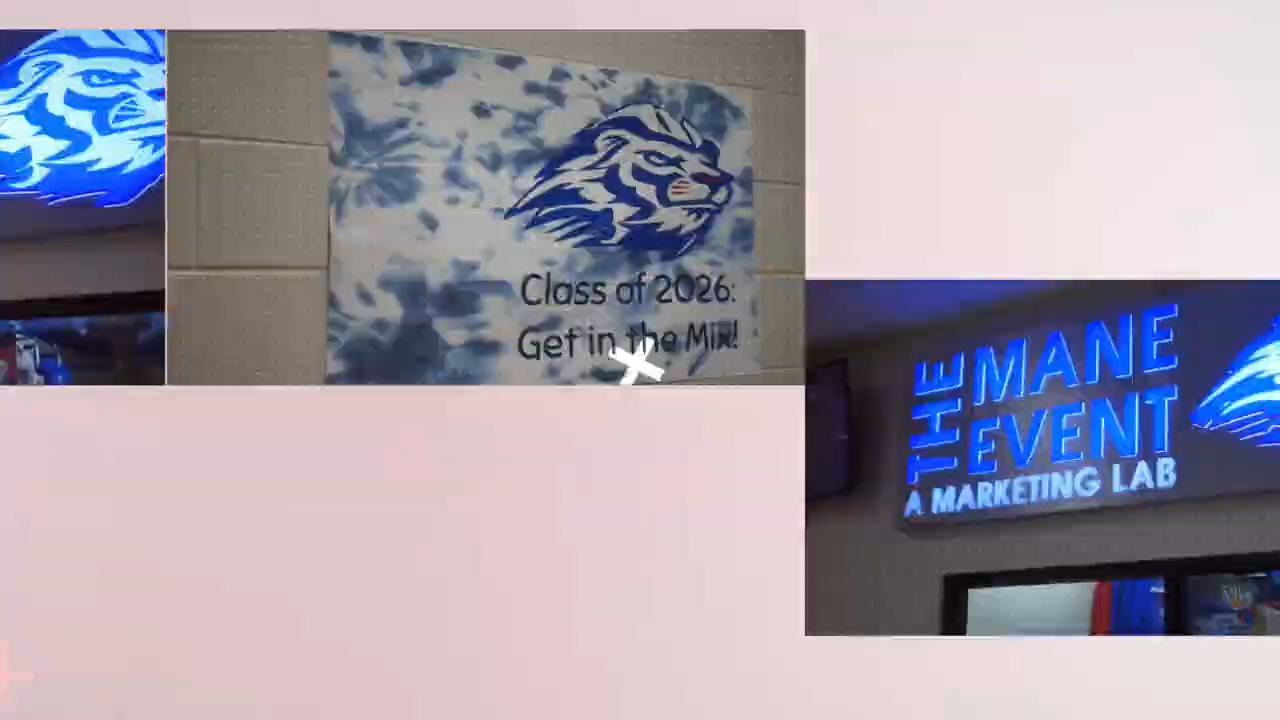 Class of 2026:
Get in the Mix!
THE
MANE
EVENT
A MARKETING LAB